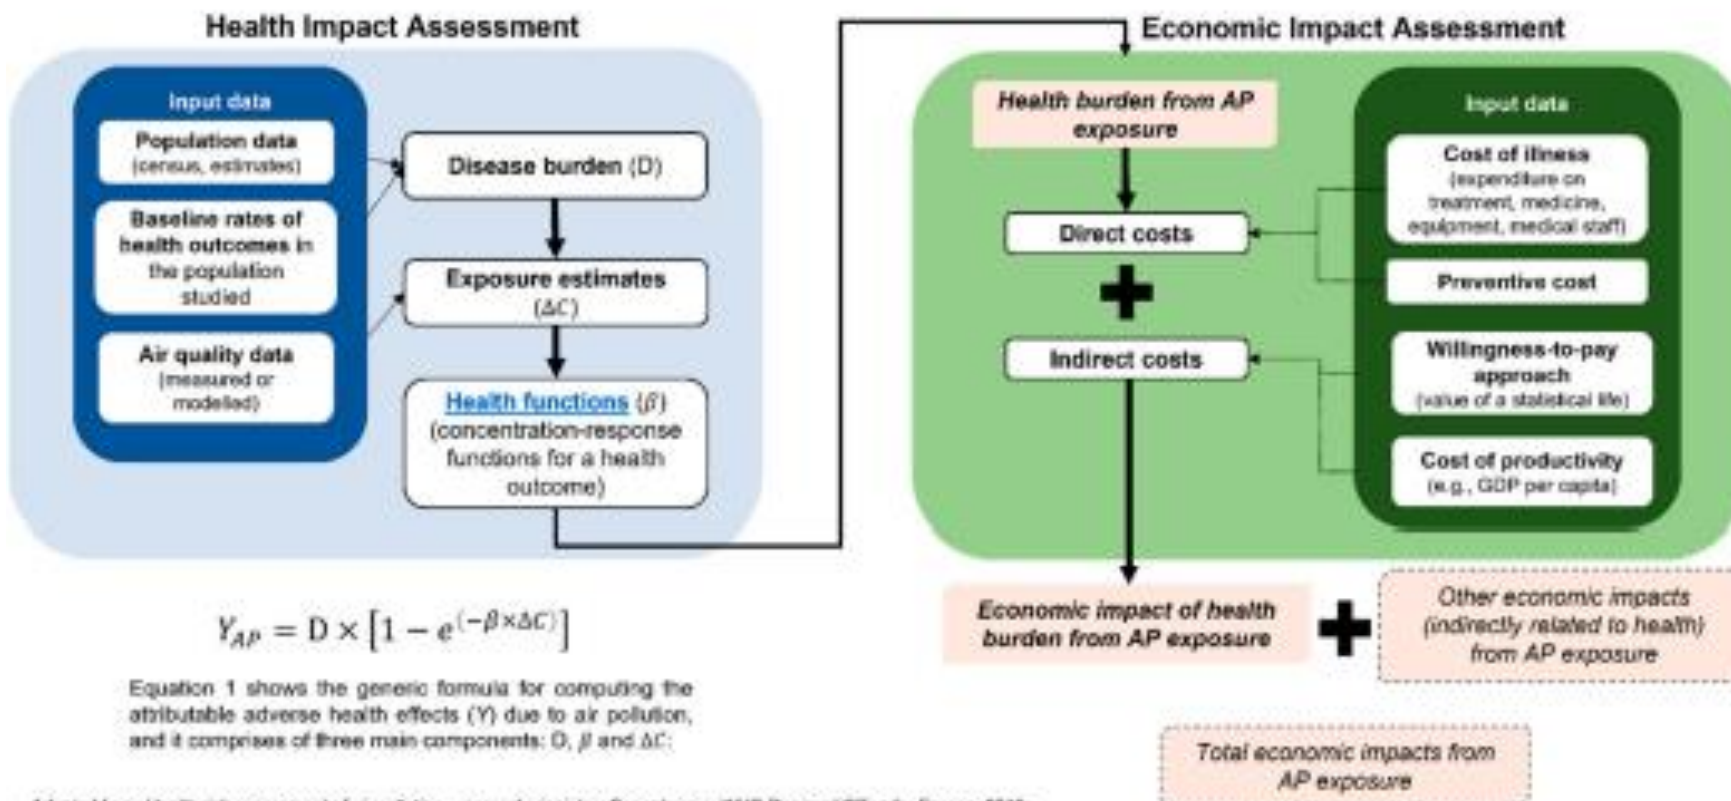 Health Impact Assessment
Input data
Population data
(census, estimates)
Baseline rates of
health outcomes in
the population
studied
Air quality data
(measured or
modelled)
Disease burden (D)
Exposure estimates
(ΔC)
Health functions (β)
(concentration-response
functions for a health
outcome)
Y_AP = D × [1 − e^(−β×ΔC)]
Equation 1 shows the generic formula for computing the
attributable adverse health effects (Y) due to air pollution,
and it comprises of three main components: D, β and ΔC:
Economic Impact Assessment
Health burden from AP
exposure
Direct costs
Indirect costs
Input data
Cost of illness
(expenditure on
treatment, medicine,
equipment, medical staff)
Preventive cost
Willingness-to-pay
approach
(value of a statistical life)
Cost of productivity
(e.g., GDP per capita)
Economic impact of health
burden from AP exposure
Other economic impacts
(indirectly related to health)
from AP exposure
Total economic impacts from
AP exposure